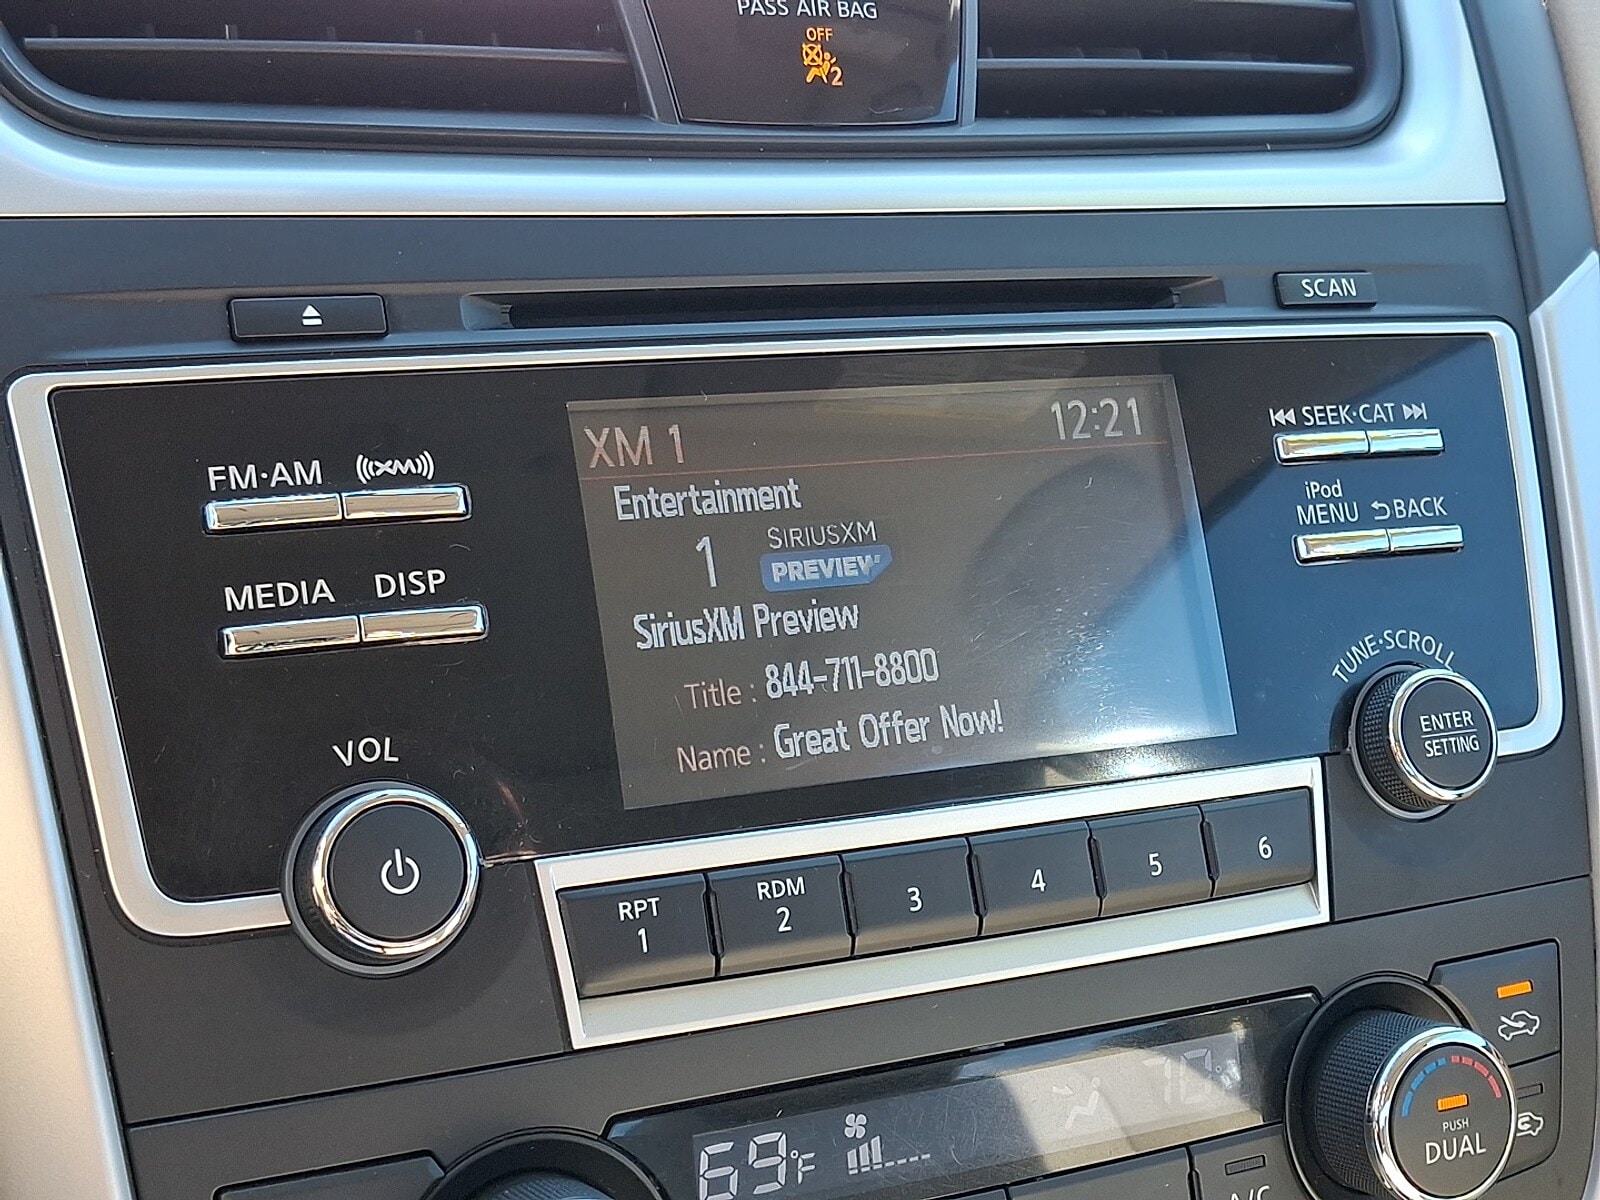 PASS AIR BAG
OFF
2
SCAN
XM 1 12:21
Entertainment
1 SIRIUSXM
PREVIEW
SiriusXM Preview
Title : 844-711-8800
Name : Great Offer Now!
FM·AM ((XM))
MEDIA DISP
VOL
SEEK·CAT
iPod
MENU BACK
TUNE·SCROLL
ENTER
SETTING
RPT
1
RDM
2
3
4
5
6
69°F
70°
PUSH
DUAL
A/C